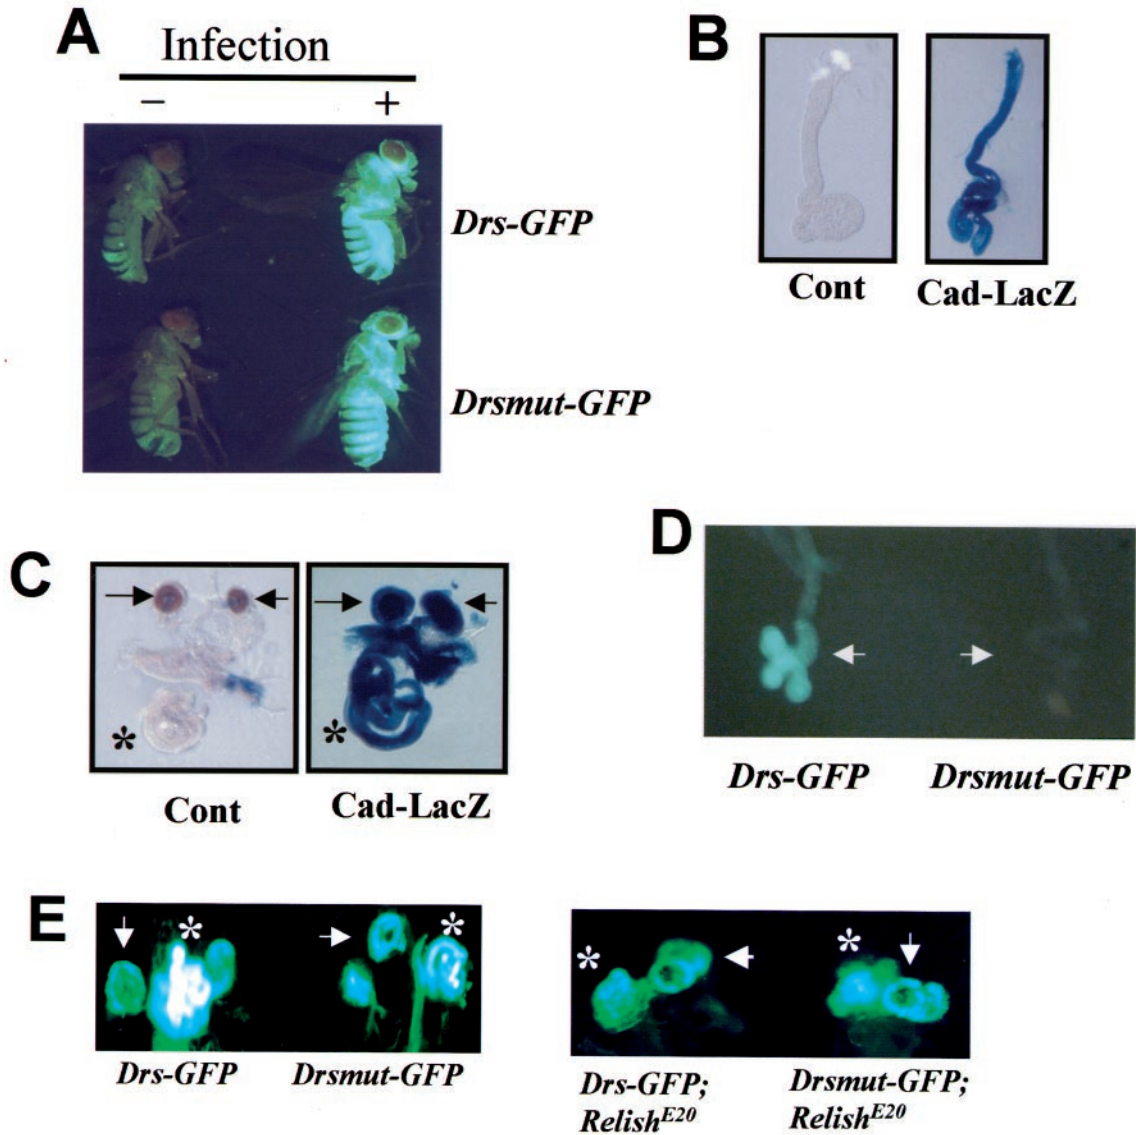 A
Infection
− +
Drs-GFP
Drsmut-GFP
B
Cont Cad-LacZ
C
* *
Cont Cad-LacZ
D
Drs-GFP Drsmut-GFP
E
* * * *
Drs-GFP Drsmut-GFP
Drs-GFP; Drsmut-GFP;
Relish^E20 Relish^E20